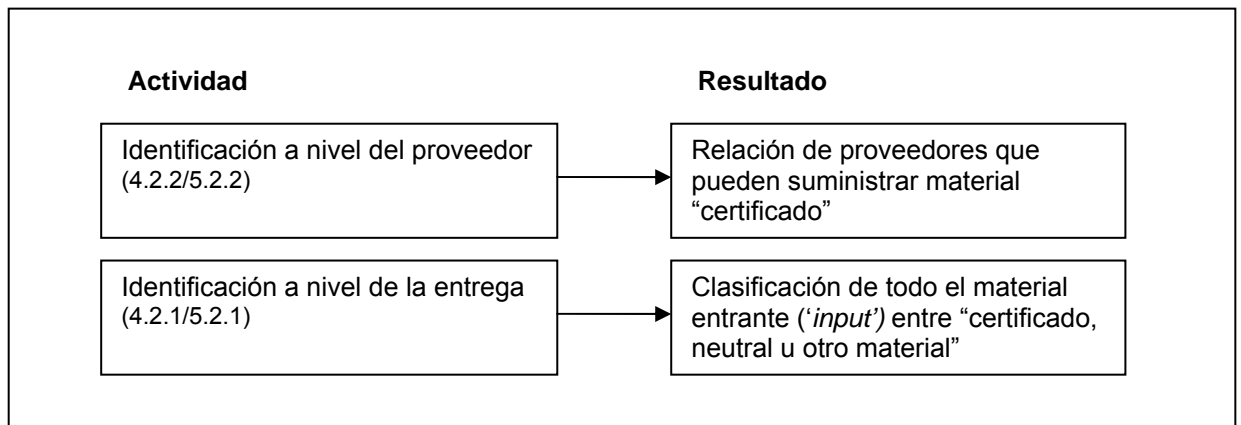 Actividad
Resultado
Identificación a nivel del proveedor
(4.2.2/5.2.2)
Relación de proveedores que
pueden suministrar material
“certificado”
Identificación a nivel de la entrega
(4.2.1/5.2.1)
Clasificación de todo el material
entrante (‘input’) entre “certificado,
neutral u otro material”